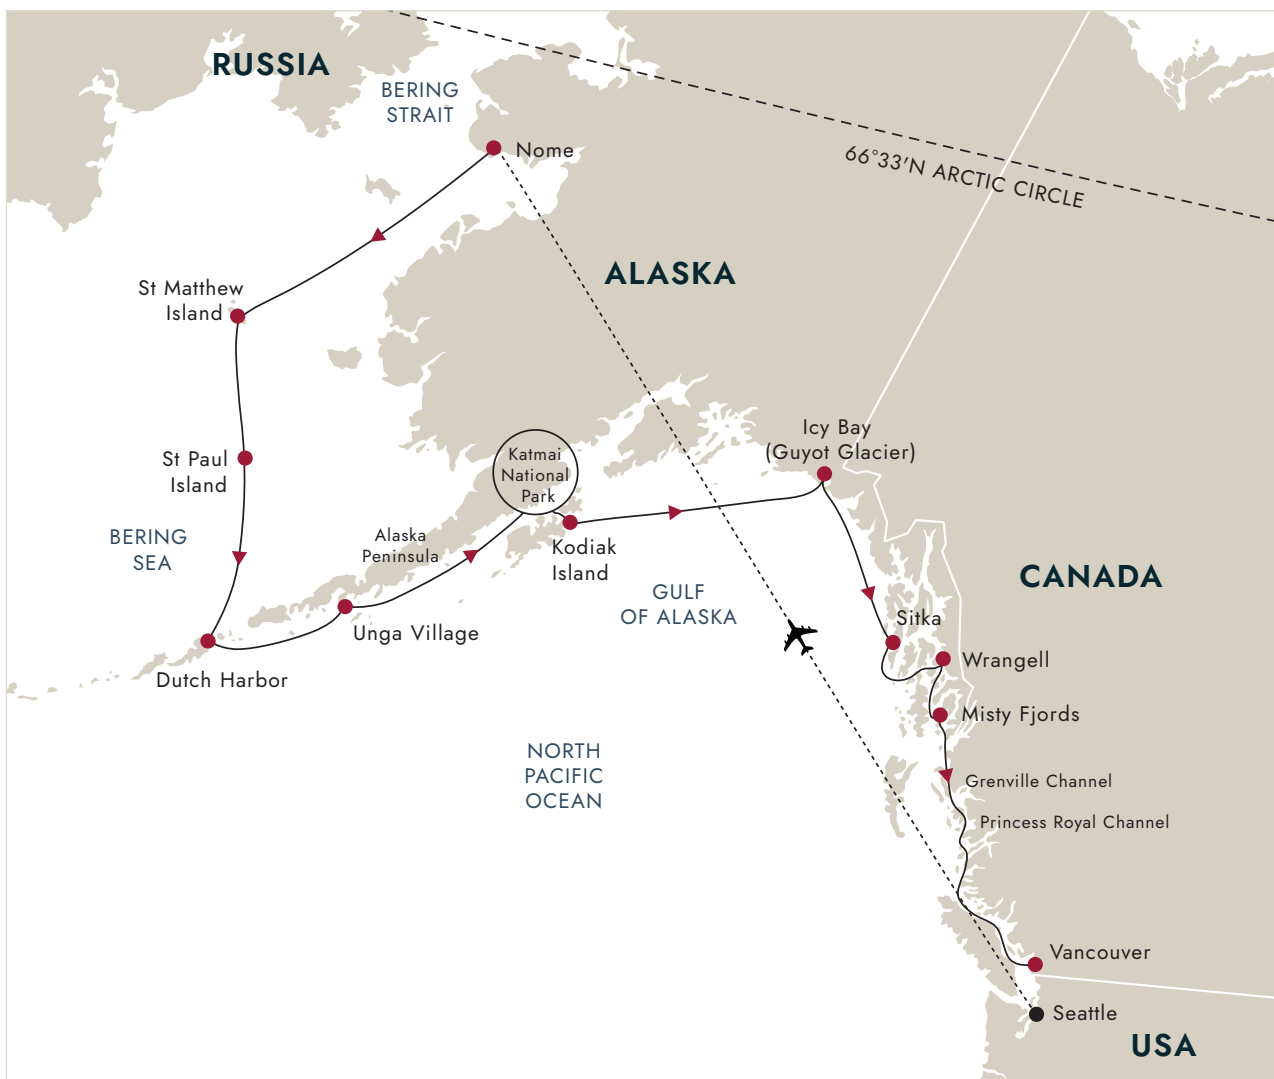 RUSSIA
BERING
STRAIT
Nome
66°33'N ARCTIC CIRCLE
ALASKA
St Matthew
Island
Icy Bay
(Guyot Glacier)
St Paul
Island
Katmai
National
Park
BERING
SEA
Alaska
Peninsula
Kodiak
Island
CANADA
GULF
OF ALASKA
Sitka
Unga Village
Wrangell
Dutch Harbor
Misty Fjords
NORTH
PACIFIC
OCEAN
Grenville Channel
Princess Royal Channel
Vancouver
Seattle
USA